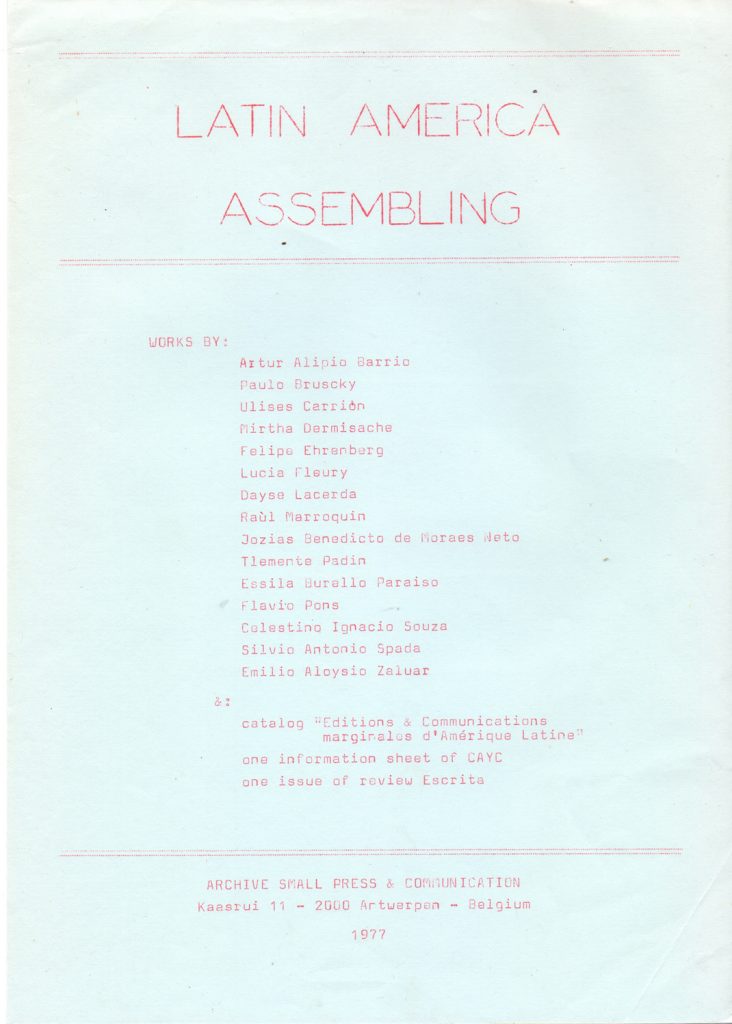 LATIN AMERICA
ASSEMBLING
WORKS BY:
Artur Alipio Barrio
Paulo Bruscky
Ulises Carriòn
Mirtha Dermisache
Felipe Ehrenberg
Lucia Fleury
Dayse Lacerda
Raùl Marroquin
Jozias Benedicto de Moraes Neto
Tlemente Padin
Essila Burello Paraiso
Flavio Pons
Celestino Ignacio Souza
Silvio Antonio Spada
Emilio Aloysio Zaluar
&:
catalog "Editions & Communications
marginales d'Amérique Latine"
one information sheet of CAYC
one issue of review Escrita
ARCHIVE SMALL PRESS & COMMUNICATION
Kaasrui 11 - 2000 Antwerpen - Belgium
1977